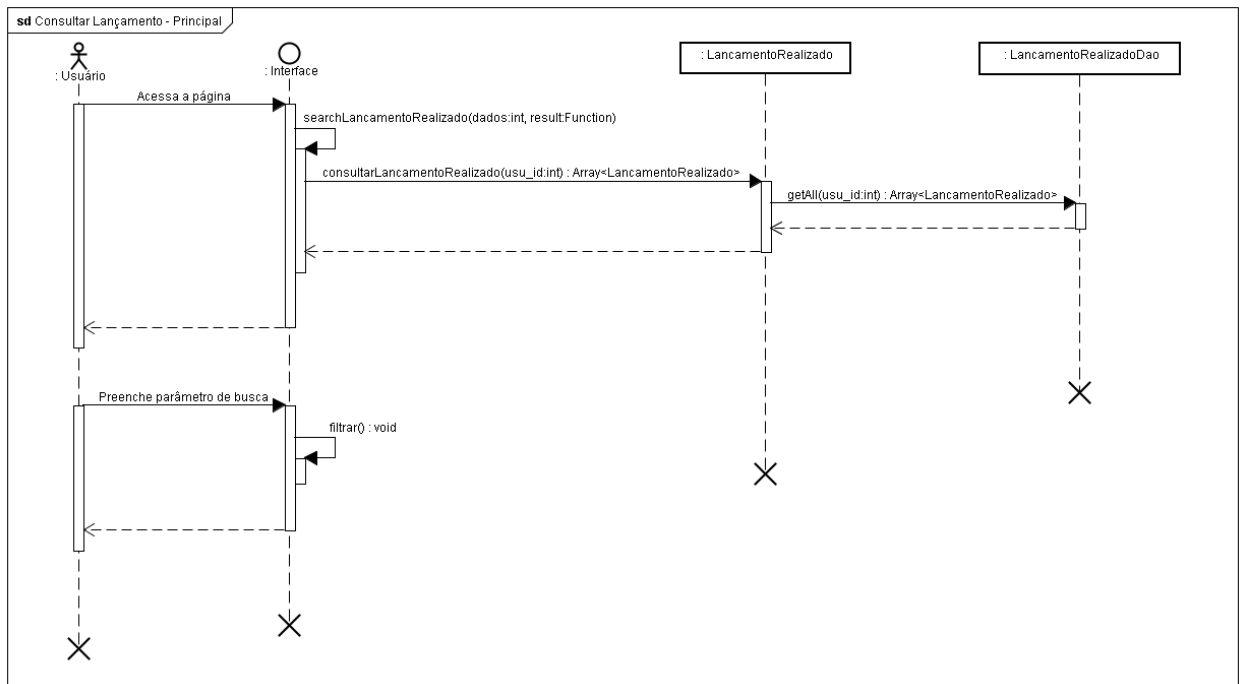 sd Consultar Lançamento - Principal
: Usuário
: Interface
: LancamentoRealizado
: LancamentoRealizadoDao
Acessa a página
searchLancamentoRealizado(dados:int, result:Function)
consultarLancamentoRealizado(usu_id:int) : Array<LancamentoRealizado>
getAll(usu_id:int) : Array<LancamentoRealizado>
Preenche parâmetro de busca
filtrar() : void